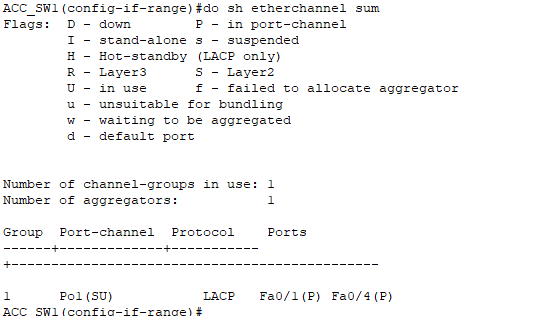 ACC_SW1(config-if-range)#do sh etherchannel sum
Flags:  D - down        P - in port-channel
        I - stand-alone s - suspended
        H - Hot-standby (LACP only)
        R - Layer3      S - Layer2
        U - in use      f - failed to allocate aggregator
        u - unsuitable for bundling
        w - waiting to be aggregated
        d - default port
Number of channel-groups in use: 1
Number of aggregators:           1
Group  Port-channel  Protocol    Ports
------+-------------+-----------
+----------------------------------------------
1      Po1(SU)           LACP   Fa0/1(P) Fa0/4(P)
ACC_SW1(config-if-range)#